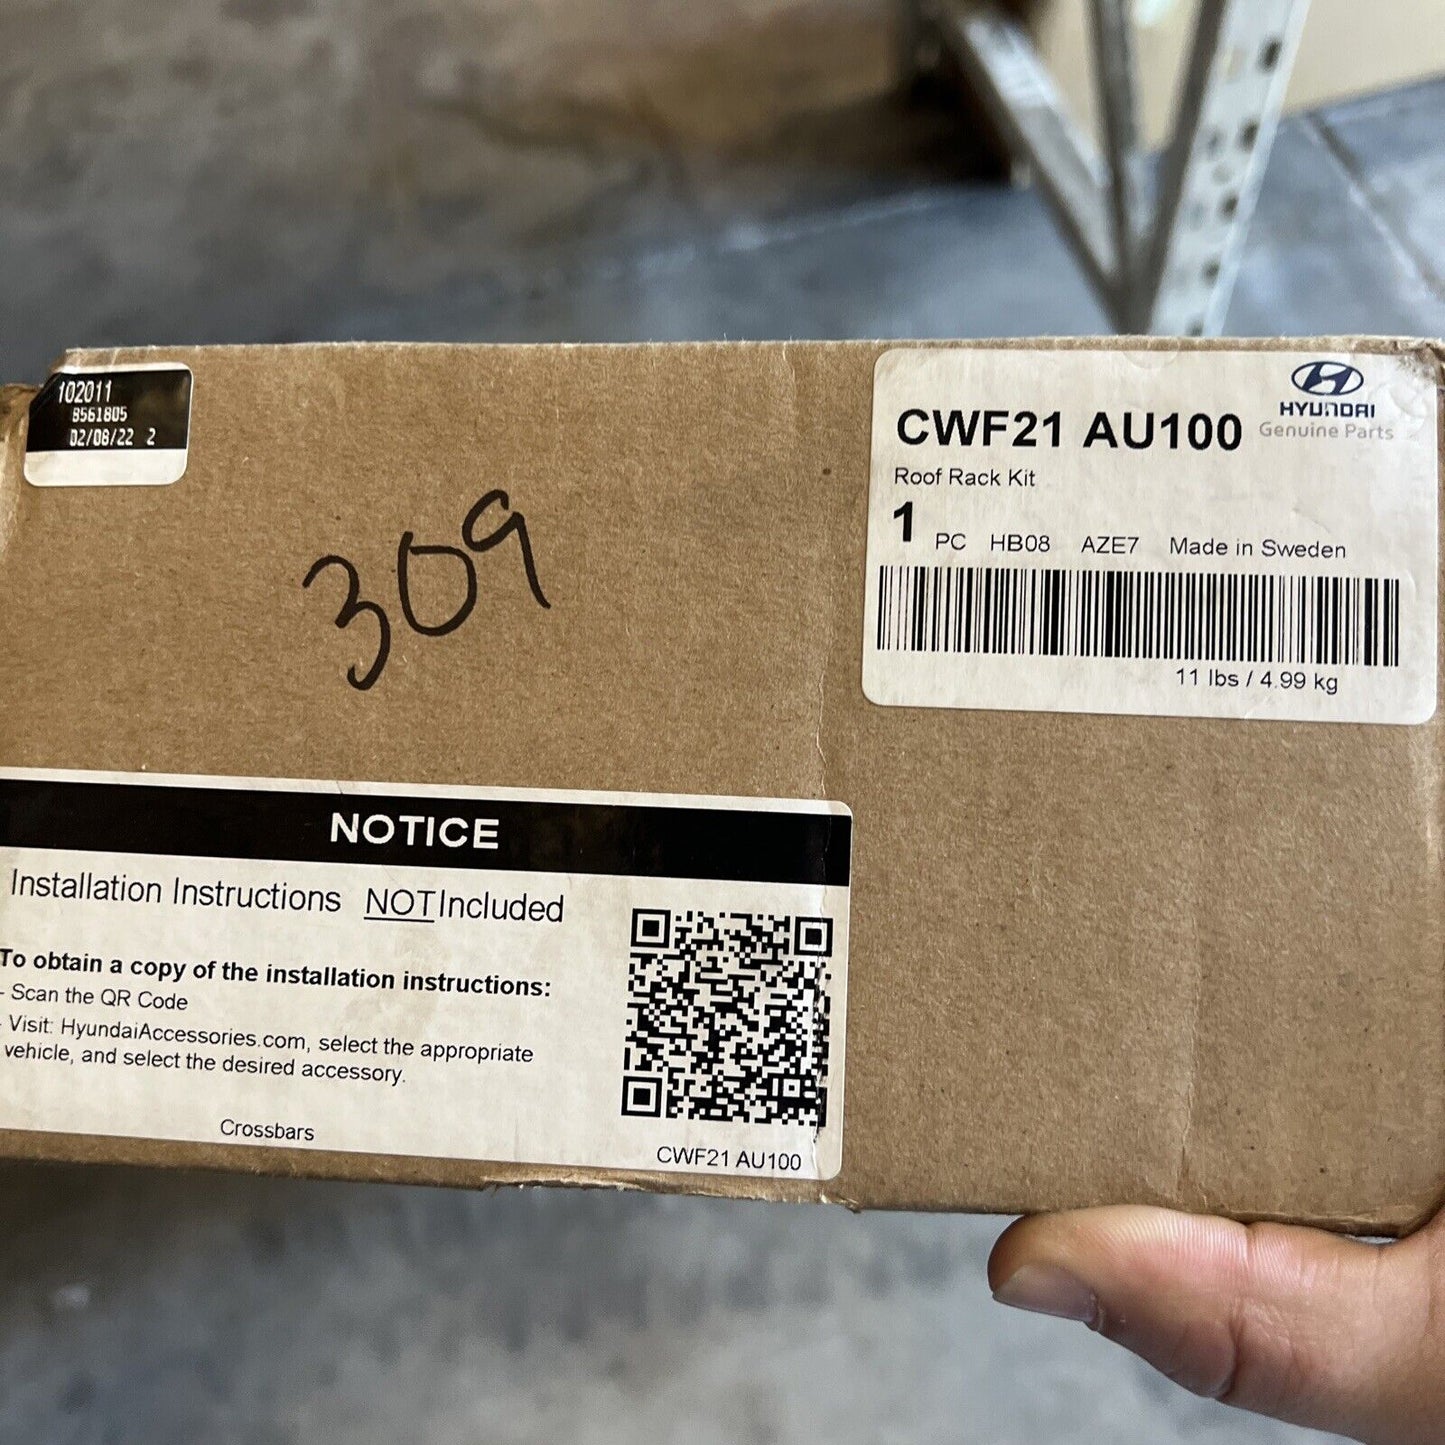 102011
8561805
02/08/22 2
309
HYUNDAI
Genuine Parts
CWF21 AU100
Roof Rack Kit
1 PC HB08 AZE7 Made in Sweden
11 lbs / 4.99 kg
NOTICE
Installation Instructions NOT Included
To obtain a copy of the installation instructions:
- Scan the QR Code
- Visit: HyundaiAccessories.com, select the appropriate
vehicle, and select the desired accessory.
Crossbars
CWF21 AU100